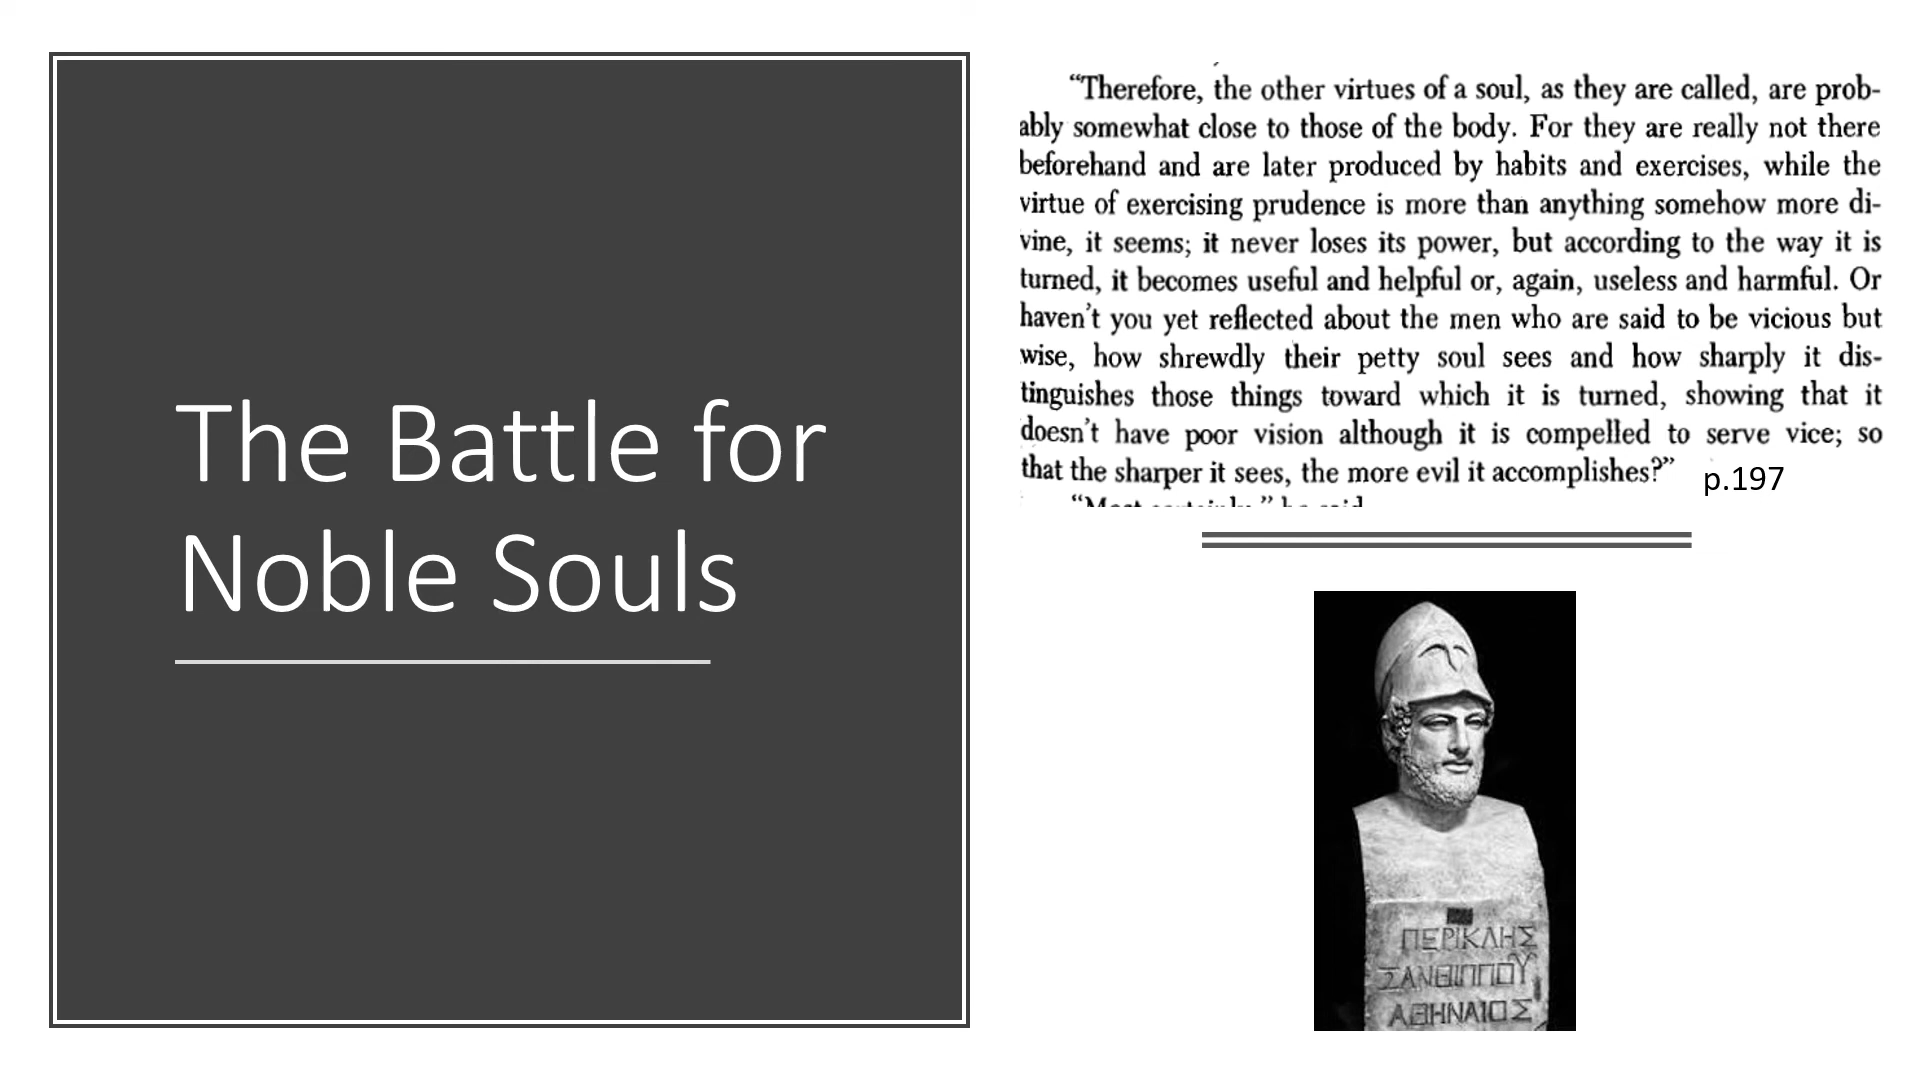 The Battle for
Noble Souls
“Therefore, the other virtues of a soul, as they are called, are prob-
ably somewhat close to those of the body. For they are really not there
beforehand and are later produced by habits and exercises, while the
virtue of exercising prudence is more than anything somehow more di-
vine, it seems; it never loses its power, but according to the way it is
turned, it becomes useful and helpful or, again, useless and harmful. Or
haven’t you yet reflected about the men who are said to be vicious but
wise, how shrewdly their petty soul sees and how sharply it dis-
tinguishes those things toward which it is turned, showing that it
doesn’t have poor vision although it is compelled to serve vice; so
that the sharper it sees, the more evil it accomplishes?”
p.197
“Most certainly,” he said
ΠΕΡΙΚΛΗΣ
ΞΑΝΘΙΠΠΟΥ
ΑΘΗΝΑΙΟΣ